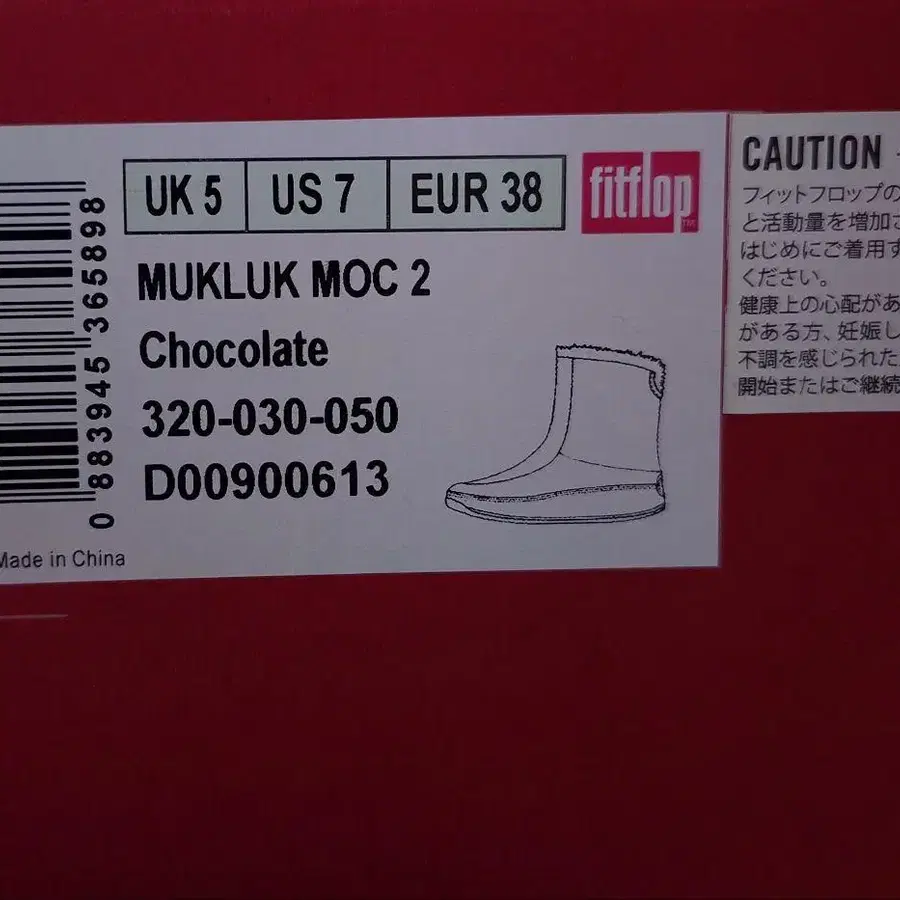 UK 5 US 7 EUR 38
fitflop TM
MUKLUK MOC 2
Chocolate
320-030-050
D00900613
0 883945 365898
Made in China
CAUTION
フィットフロップの
と活動量を増加さ
はじめにご着用す
ください。
健康上の心配があ
がある方、妊娠し
不調を感じられた
開始またはご継続